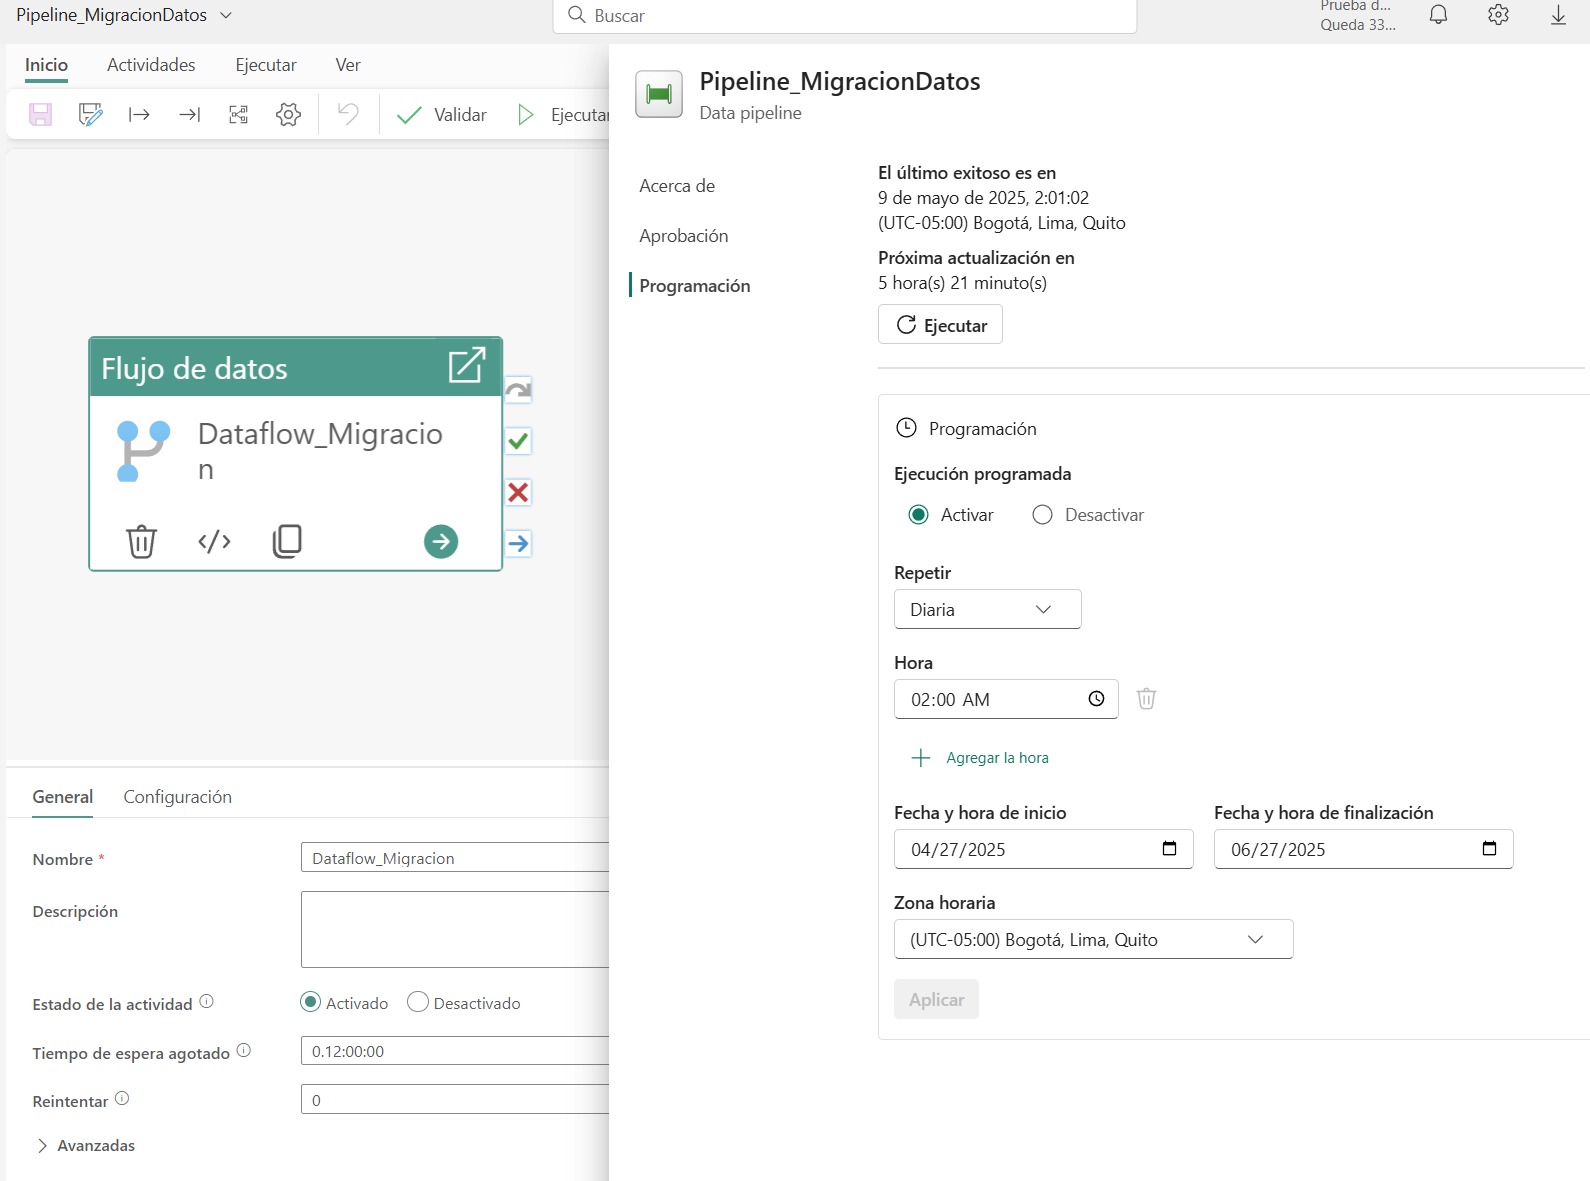 Pipeline_MigracionDatos
Buscar
Prueba d...
Queda 33...
Inicio
Actividades
Ejecutar
Ver
Validar
Ejecutar
Flujo de datos
Dataflow_Migracio
n
General
Configuración
Nombre *
Dataflow_Migracion
Descripción
Estado de la actividad
Activado
Desactivado
Tiempo de espera agotado
0.12:00:00
Reintentar
0
Avanzadas
Pipeline_MigracionDatos
Data pipeline
Acerca de
Aprobación
Programación
El último exitoso es en
9 de mayo de 2025, 2:01:02
(UTC-05:00) Bogotá, Lima, Quito
Próxima actualización en
5 hora(s) 21 minuto(s)
Ejecutar
Programación
Ejecución programada
Activar
Desactivar
Repetir
Diaria
Hora
02:00 AM
Agregar la hora
Fecha y hora de inicio
Fecha y hora de finalización
04/27/2025
06/27/2025
Zona horaria
(UTC-05:00) Bogotá, Lima, Quito
Aplicar